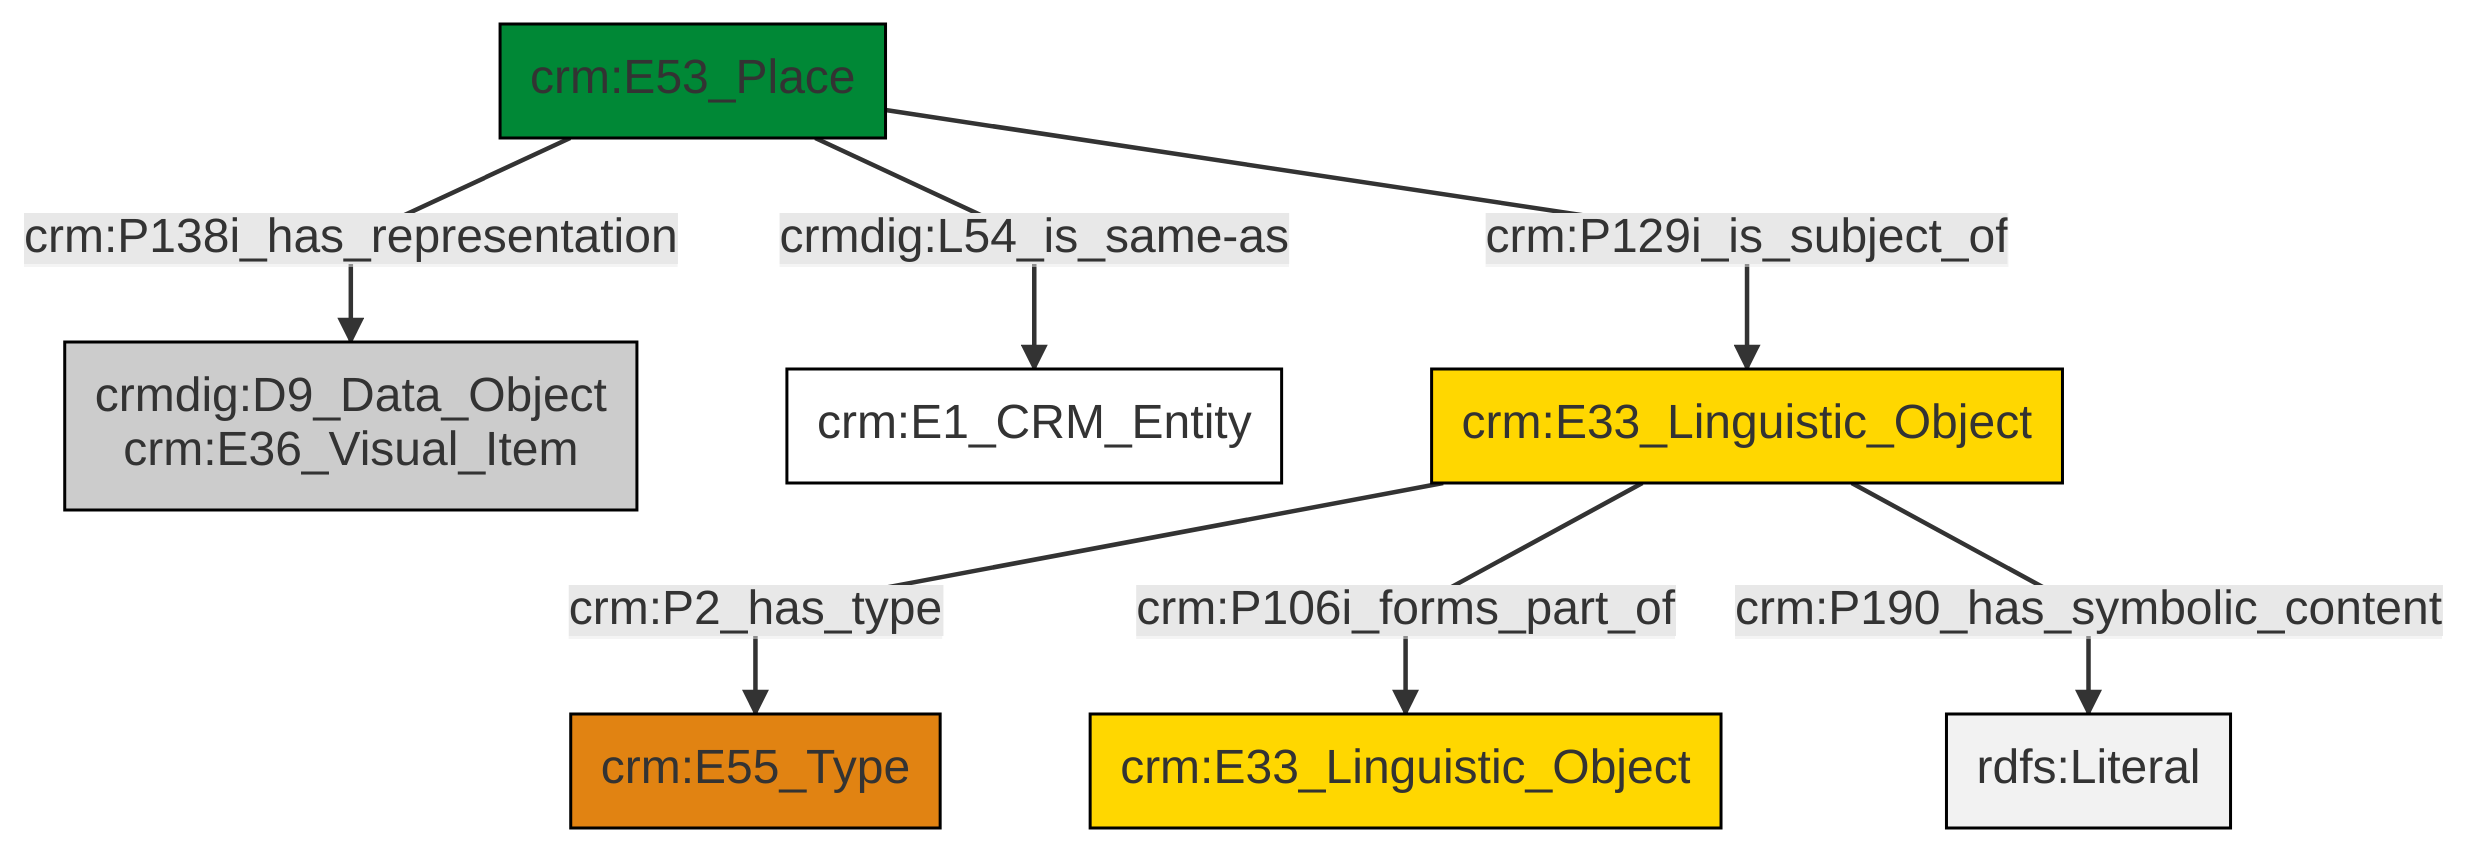 crm:E53_Place
crm:P138i_has_representation
crmdig:L54_is_same-as
crm:P129i_is_subject_of
crmdig:D9_Data_Object
crm:E36_Visual_Item
crm:E1_CRM_Entity
crm:E33_Linguistic_Object
crm:P2_has_type
crm:P106i_forms_part_of
crm:P190_has_symbolic_content
crm:E55_Type
crm:E33_Linguistic_Object
rdfs:Literal